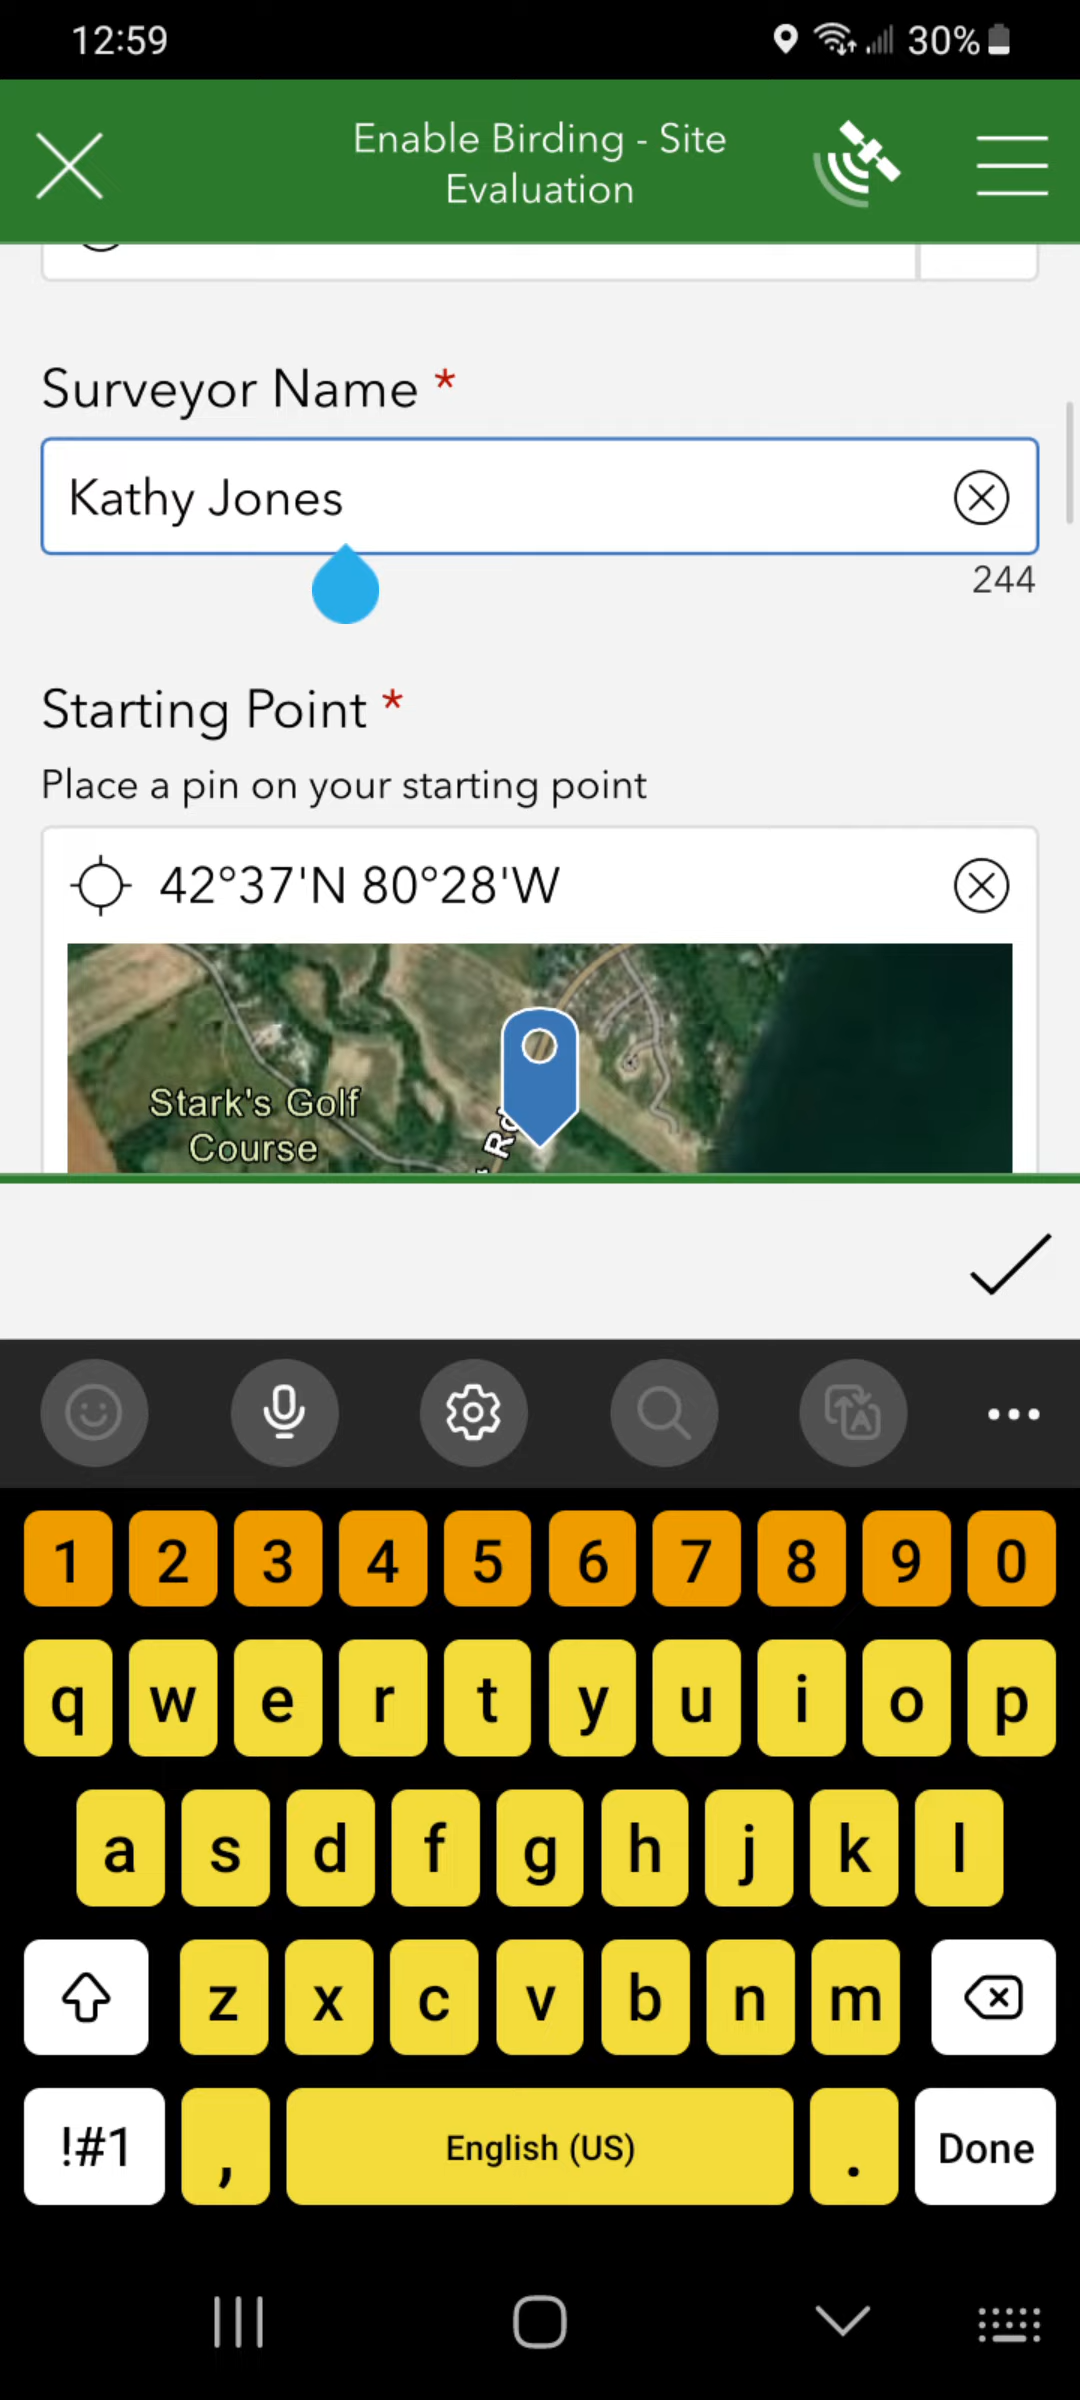 12:59
30%
Enable Birding - Site
Evaluation
Surveyor Name *
Kathy Jones
244
Starting Point *
Place a pin on your starting point
42°37'N 80°28'W
Stark's Golf
Course
Rd
1 2 3 4 5 6 7 8 9 0
q w e r t y u i o p
a s d f g h j k l
z x c v b n m
!#1 , English (US) . Done